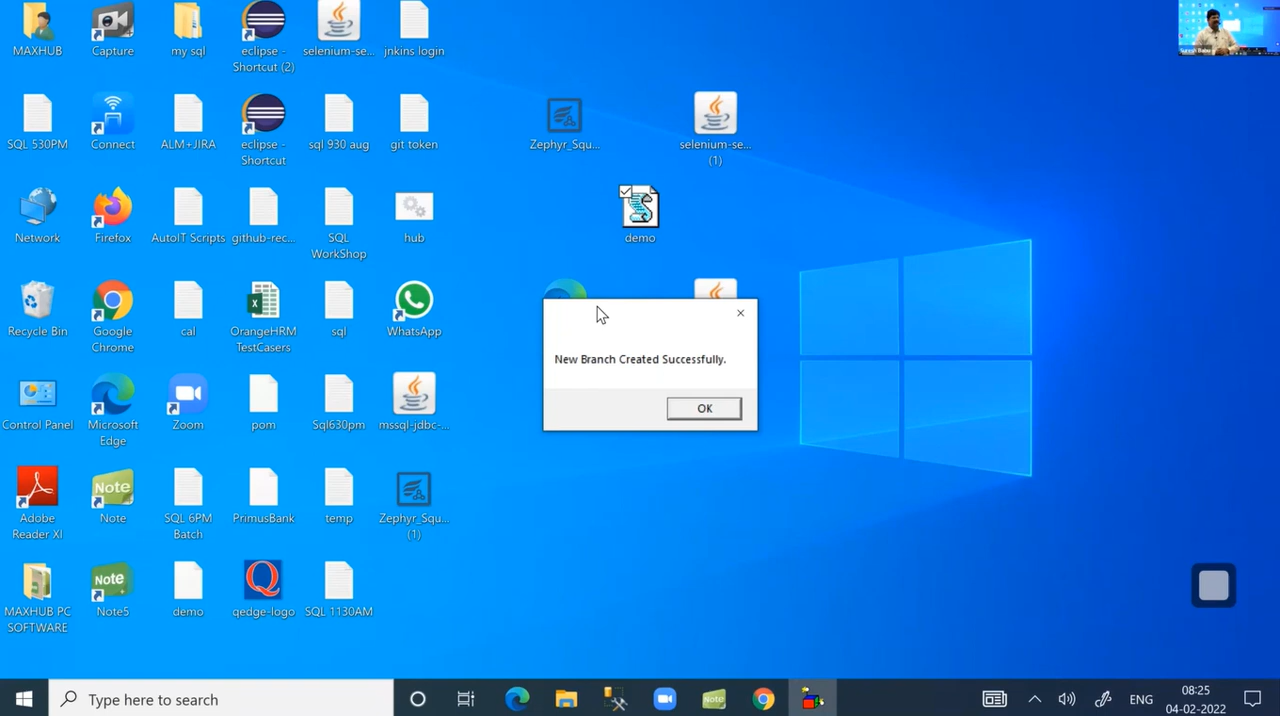 MAXHUB
Capture
my sql
eclipse -
Shortcut (2)
selenium-se...
jnkins login
SQL 530PM
Connect
ALM+JIRA
eclipse -
Shortcut
sql 930 aug
git token
Zephyr_Squ...
selenium-se...
(1)
Network
Firefox
AutoIT Scripts
github-rec...
SQL
WorkShop
hub
demo
Recycle Bin
Google
Chrome
cal
OrangeHRM
TestCasers
sql
WhatsApp
New Branch Created Successfully.
OK
Control Panel
Microsoft
Edge
Zoom
pom
Sql630pm
mssql-jdbc-...
Adobe
Reader XI
Note
Note
SQL 6PM
Batch
PrimusBank
temp
Zephyr_Squ...
(1)
MAXHUB PC
SOFTWARE
Note
Note5
demo
qedge-logo
SQL 1130AM
Type here to search
Note
ENG
08:25
04-02-2022